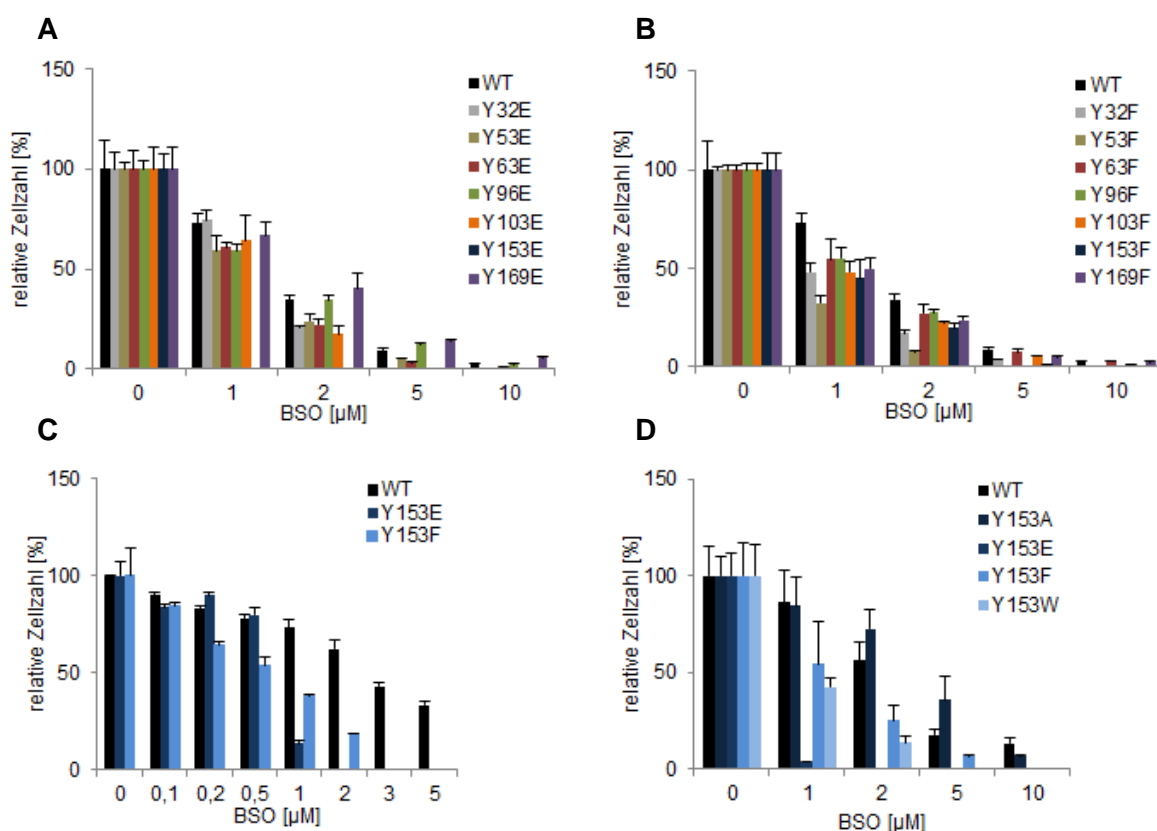 A
relative Zellzahl [%]
150
100
50
0
0 1 2 5 10
BSO [µM]
WT
Y32E
Y53E
Y63E
Y96E
Y103E
Y153E
Y169E
B
relative Zellzahl [%]
150
100
50
0
0 1 2 5 10
BSO [µM]
WT
Y32F
Y53F
Y63F
Y96F
Y103F
Y153F
Y169F
C
relative Zellzahl [%]
150
100
50
0
0 0,1 0,2 0,5 1 2 3 5
BSO [µM]
WT
Y153E
Y153F
D
relative Zellzahl [%]
150
100
50
0
0 1 2 5 10
BSO [µM]
WT
Y153A
Y153E
Y153F
Y153W